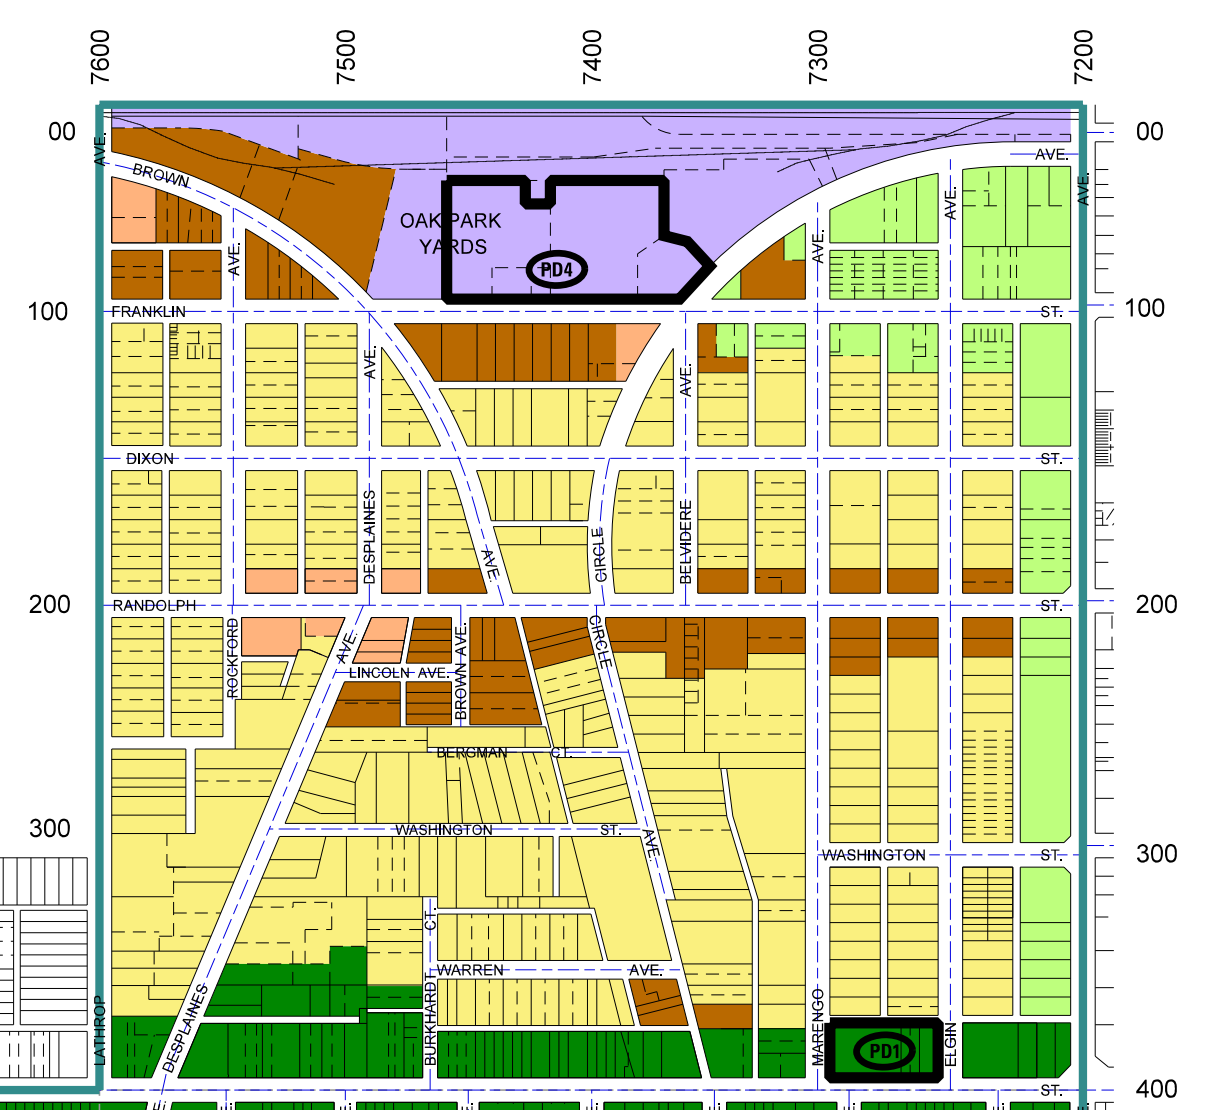 7600
7500
7400
7300
7200
00
00
AVE.
BROWN
AVE.
AVE.
AVE.
AVE.
AVE.
OAK PARK
YARDS
PD4
100
FRANKLIN
ST.
100
AVE.
AVE.
DIXON
ST.
DESPLAINES
AVE.
CIRCLE
BELVIDERE
200
RANDOLPH
ST.
200
ROCKFORD
AVE.
LINCOLN AVE.
BROWN AVE.
CIRCLE
BERGMAN
CT.
300
WASHINGTON
ST.
AVE.
WASHINGTON
ST.
300
CT.
WARREN
AVE.
LATHROP
DESPLAINES
BURKHARDT
MARENGO
PD1
ELGIN
ST.
400